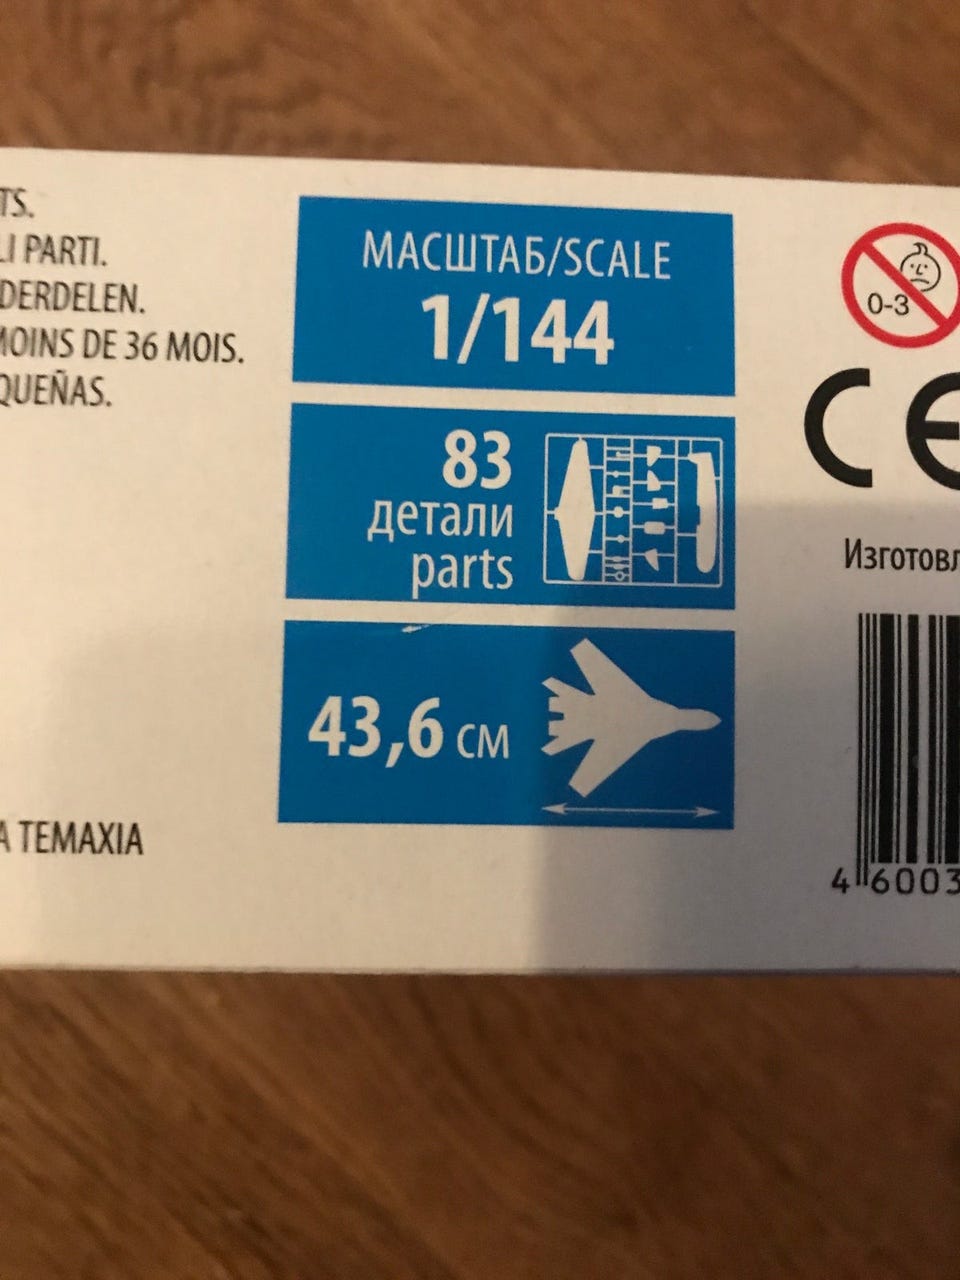 TS.
LI PARTI.
DERDELEN.
MOINS DE 36 MOIS.
QUEÑAS.
A TEMAXIA
МАСШТАБ/SCALE
1/144
83
детали
parts
43,6 см
0-3
CE
Изготовл
4 6003